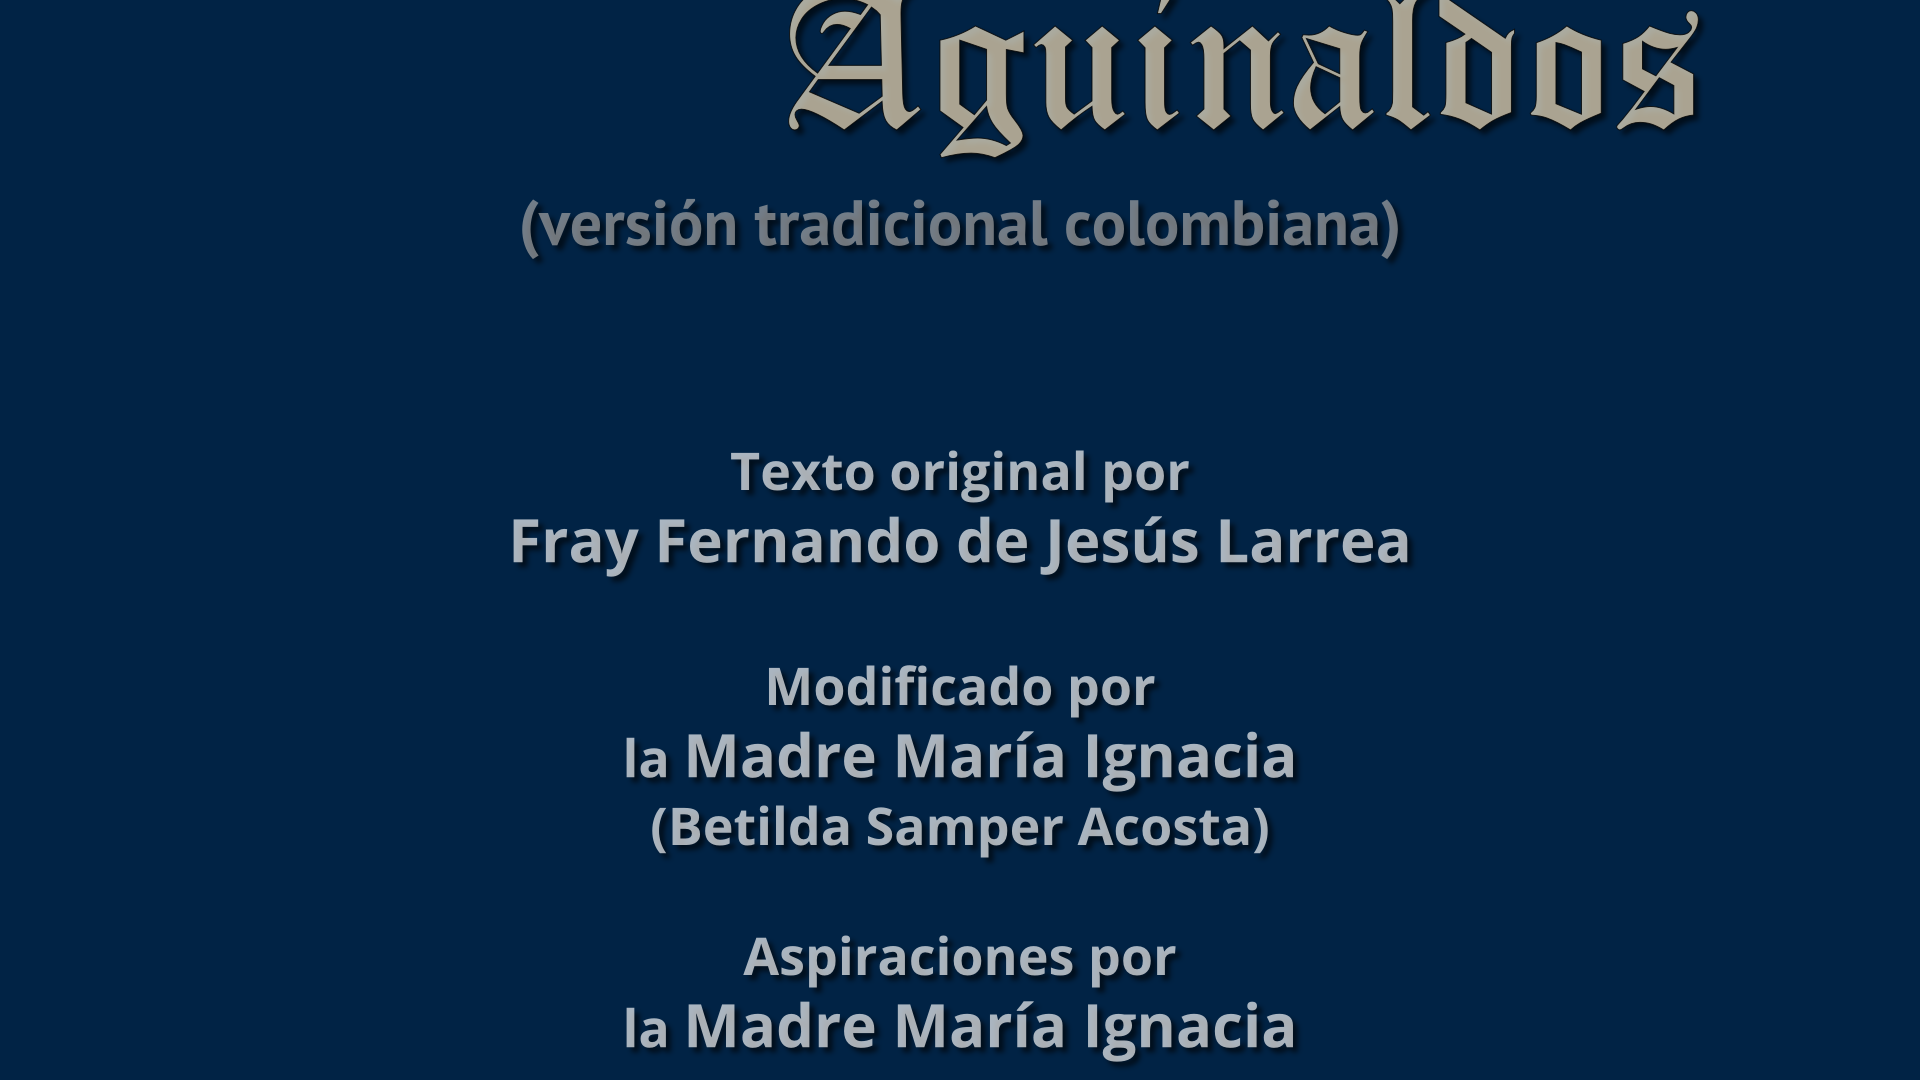 Aguinaldos
(versión tradicional colombiana)
Texto original por
Fray Fernando de Jesús Larrea
Modificado por
la Madre María Ignacia
(Betilda Samper Acosta)
Aspiraciones por
la Madre María Ignacia